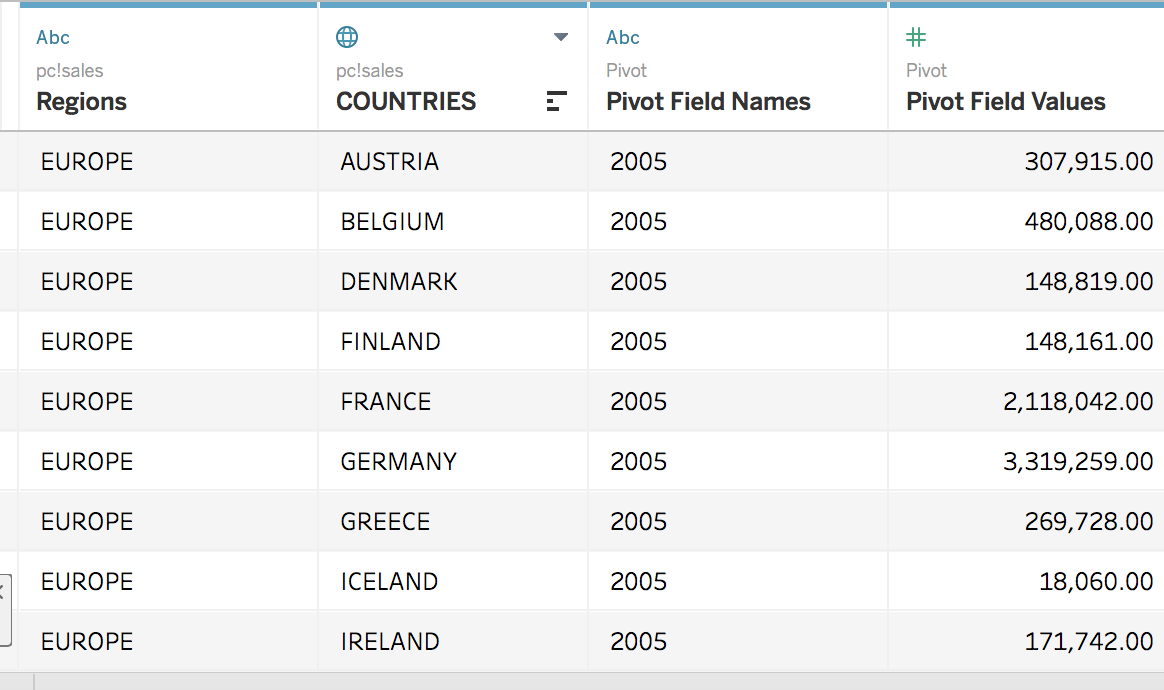 Abc Abc #
pc!sales pc!sales Pivot Pivot
Regions COUNTRIES Pivot Field Names Pivot Field Values
EUROPE AUSTRIA 2005 307,915.00
EUROPE BELGIUM 2005 480,088.00
EUROPE DENMARK 2005 148,819.00
EUROPE FINLAND 2005 148,161.00
EUROPE FRANCE 2005 2,118,042.00
EUROPE GERMANY 2005 3,319,259.00
EUROPE GREECE 2005 269,728.00
EUROPE ICELAND 2005 18,060.00
EUROPE IRELAND 2005 171,742.00